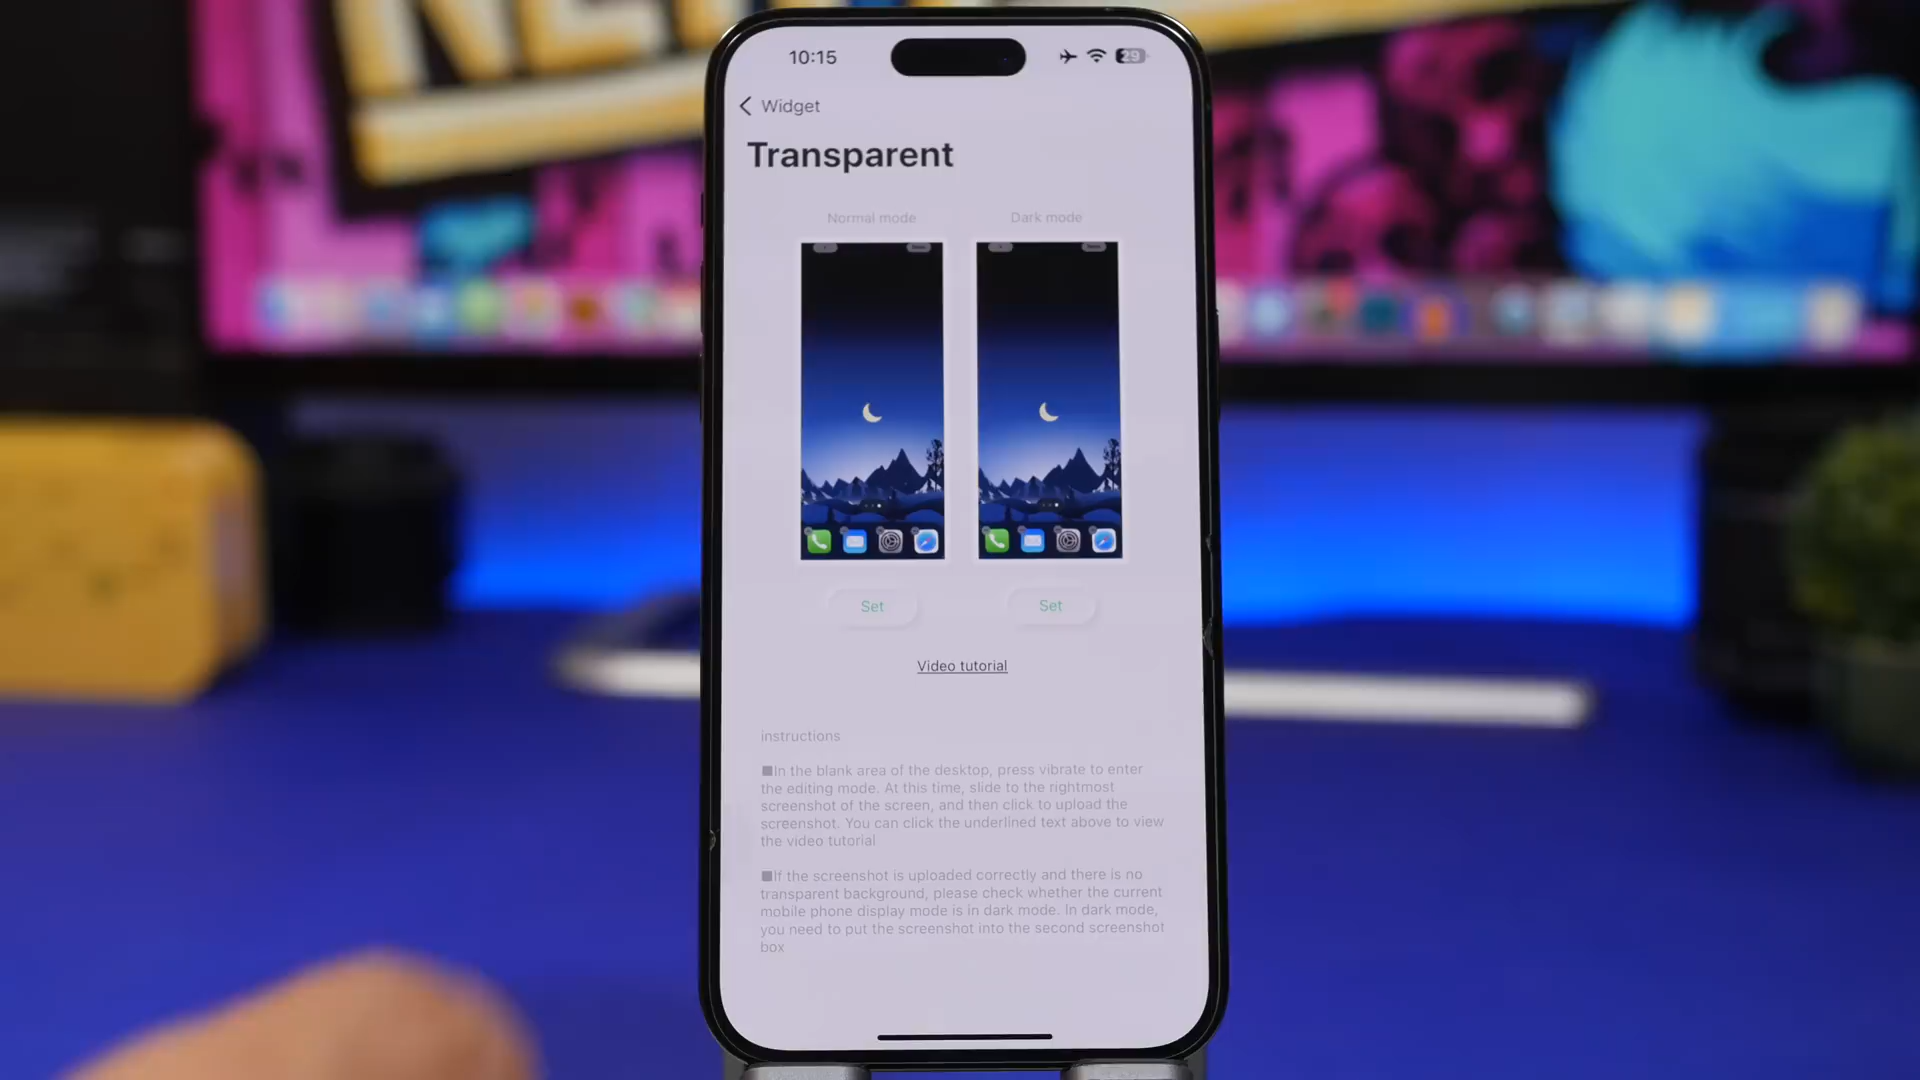 10:15
29
Widget
Transparent
Normal mode
Dark mode
Set
Set
Video tutorial
instructions
■In the blank area of the desktop, press vibrate to enter
the editing mode. At this time, slide to the rightmost
screenshot of the screen, and then click to upload the
screenshot. You can click the underlined text above to view
the video tutorial
■If the screenshot is uploaded correctly and there is no
transparent background, please check whether the current
mobile phone display mode is in dark mode. In dark mode,
you need to put the screenshot into the second screenshot
box